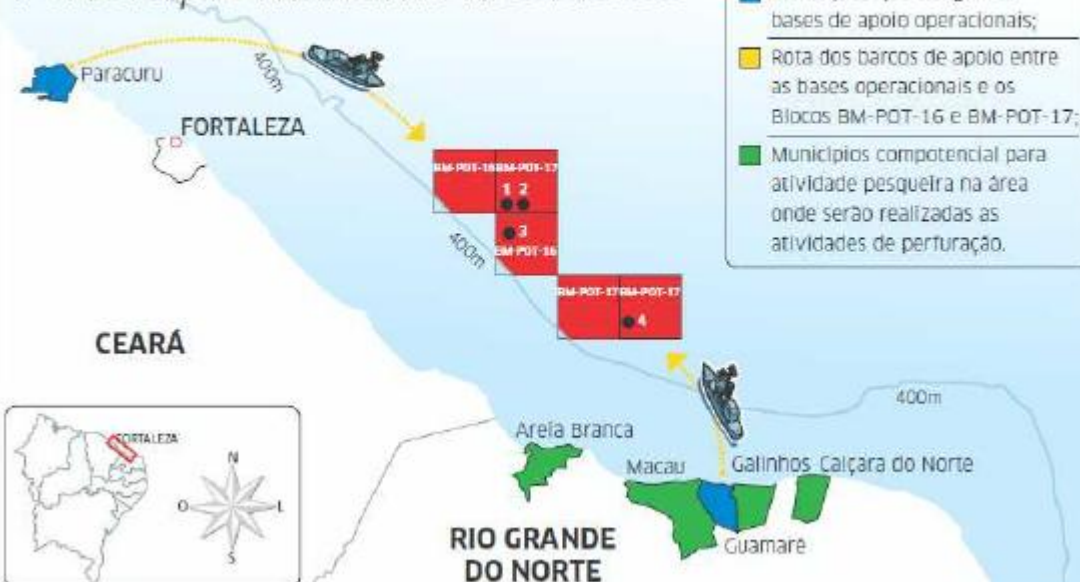 bases de apoio operacionais;
Rota dos barcos de apoio entre
as bases operacionais e os
Blocos BM-POT-16 e BM-POT-17;
Municípios compotencial para
atividade pesqueira na área
onde serão realizadas as
atividades de perfuração.
Paracuru
400m
FORTALEZA
BM-POT-16
BM-POT-17
1 2
3
BM-POT-16
400m
BM-POT-17
BM-POT-17
4
CEARÁ
400m
FORTALEZA
N
O
L
S
Areia Branca
Macau
Galinhos
Caiçara do Norte
Guamaré
RIO GRANDE
DO NORTE